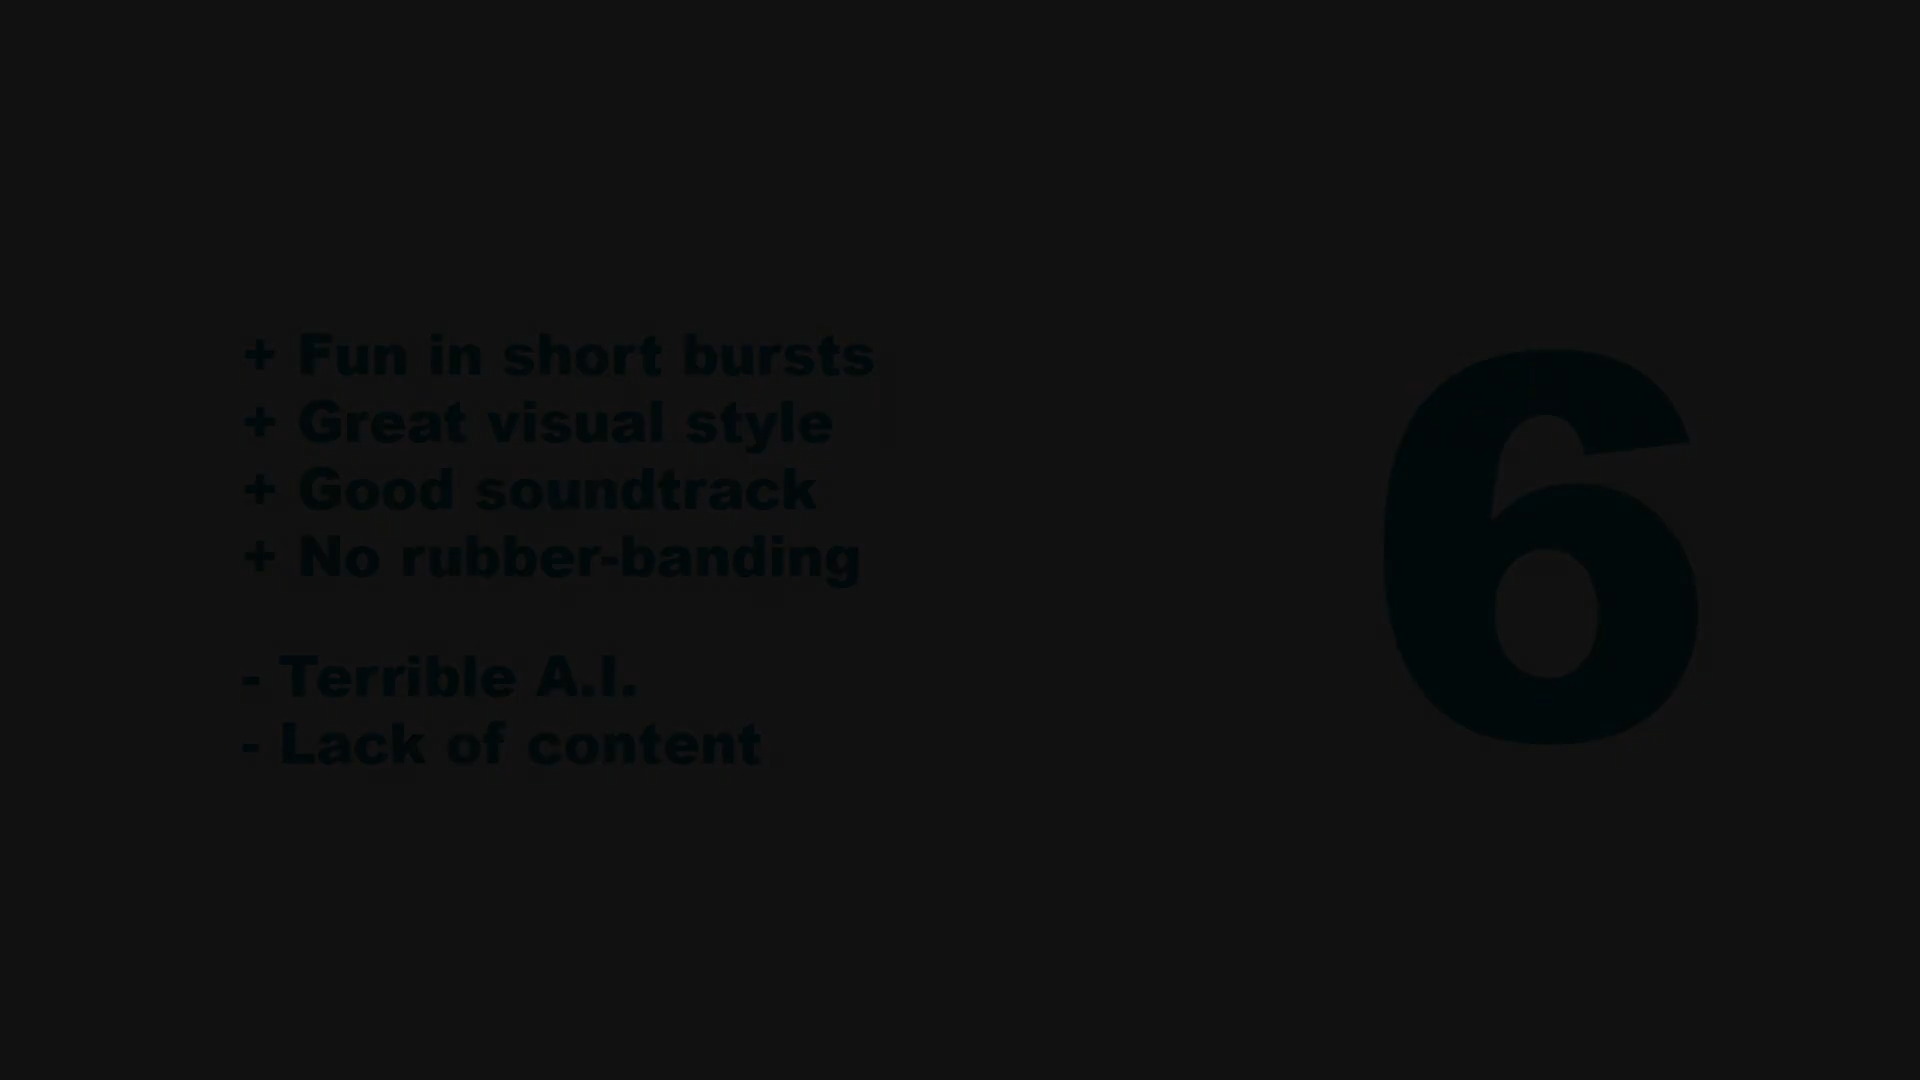 + Fun in short bursts
+ Great visual style
+ Good soundtrack
+ No rubber-banding
- Terrible A.I.
- Lack of content
6